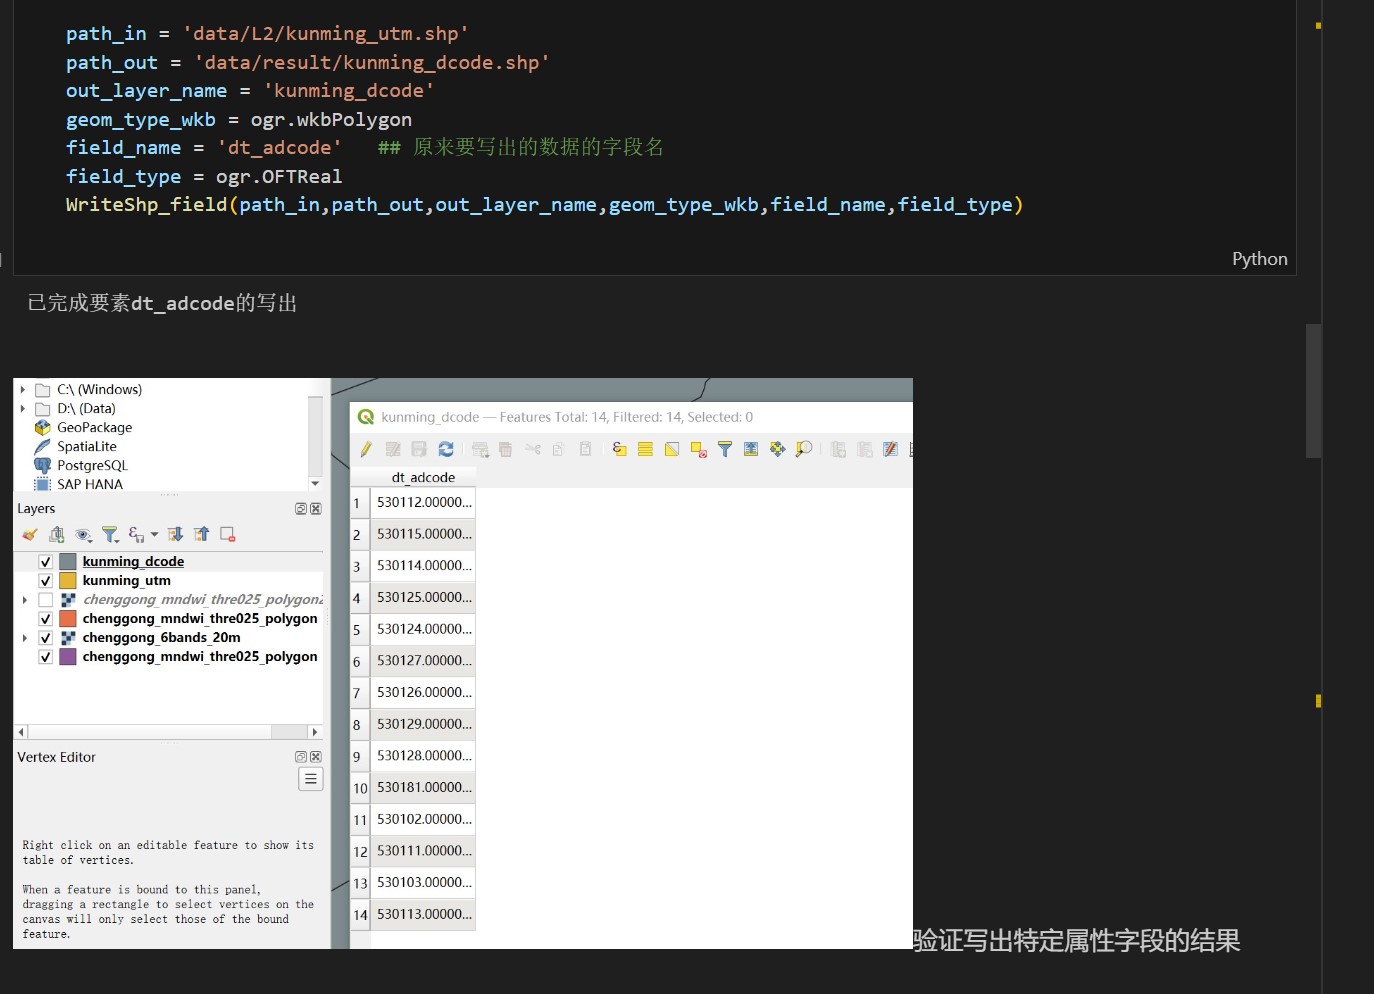 path_in = 'data/L2/kunming_utm.shp'
path_out = 'data/result/kunming_dcode.shp'
out_layer_name = 'kunming_dcode'
geom_type_wkb = ogr.wkbPolygon
field_name = 'dt_adcode'   ## 原来要写出的数据的字段名
field_type = ogr.OFTReal
WriteShp_field(path_in,path_out,out_layer_name,geom_type_wkb,field_name,field_type)
Python
已完成要素dt_adcode的写出
C:\ (Windows)
D:\ (Data)
GeoPackage
SpatiaLite
PostgreSQL
SAP HANA
Layers
kunming_dcode
kunming_utm
chenggong_mndwi_thre025_polygon2
chenggong_mndwi_thre025_polygon
chenggong_6bands_20m
chenggong_mndwi_thre025_polygon
Vertex Editor
Right click on an editable feature to show its
table of vertices.
When a feature is bound to this panel,
dragging a rectangle to select vertices on the
canvas will only select those of the bound
feature.
kunming_dcode — Features Total: 14, Filtered: 14, Selected: 0
dt_adcode
1 530112.00000...
2 530115.00000...
3 530114.00000...
4 530125.00000...
5 530124.00000...
6 530127.00000...
7 530126.00000...
8 530129.00000...
9 530128.00000...
10 530181.00000...
11 530102.00000...
12 530111.00000...
13 530103.00000...
14 530113.00000...
验证写出特定属性字段的结果